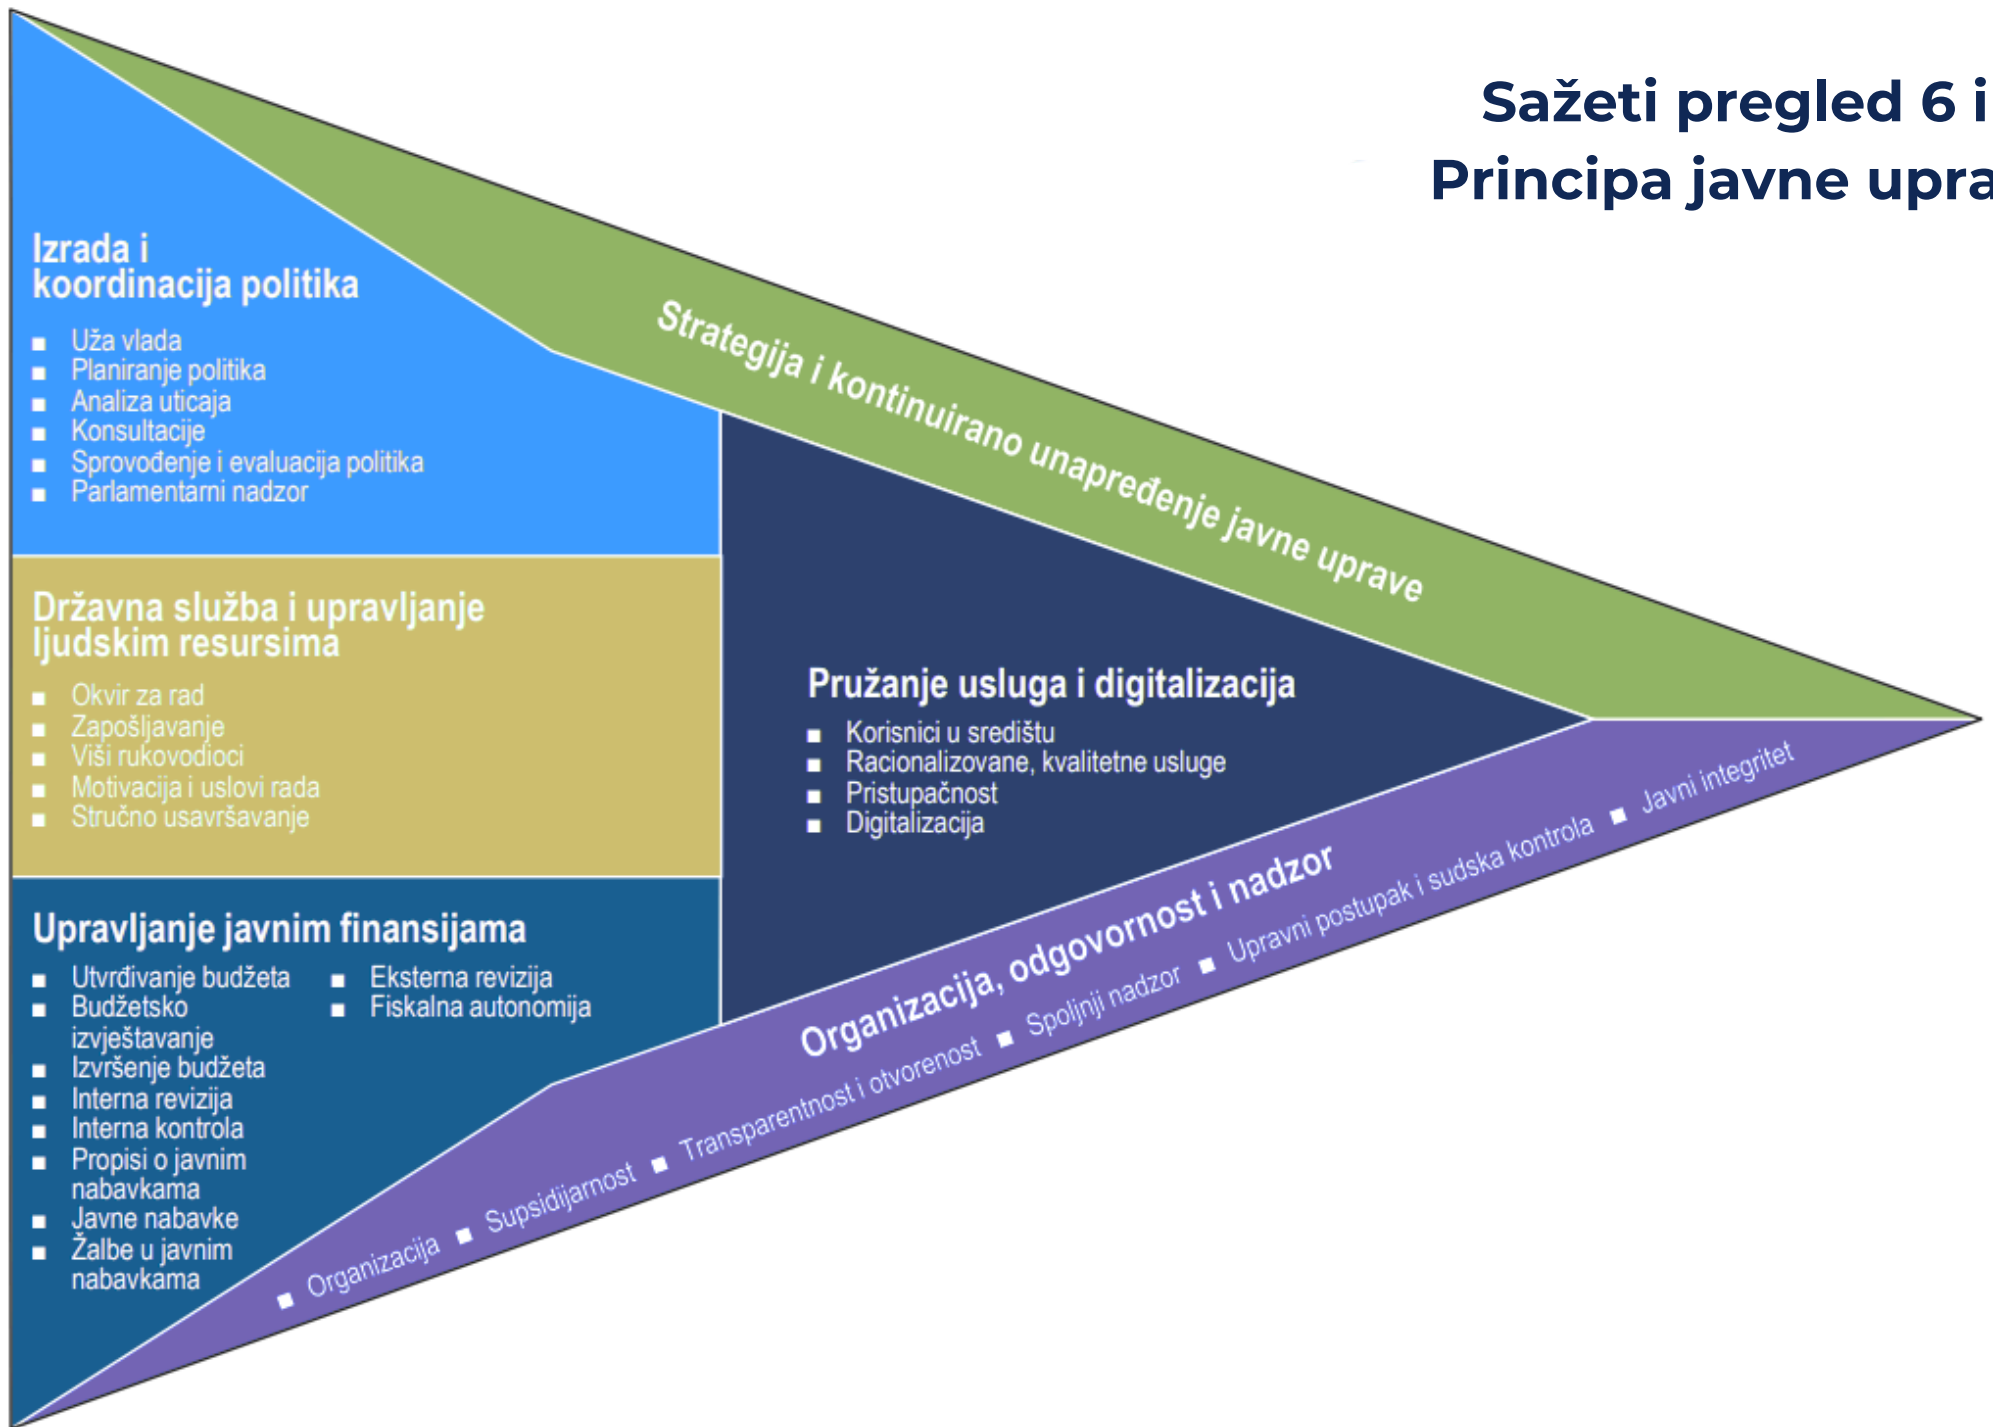 Sažeti pregled 6 i
Principa javne upra
Izrada i
koordinacija politika
Uža vlada
Planiranje politika
Analiza uticaja
Konsultacije
Sprovođenje i evaluacija politika
Parlamentarni nadzor
Državna služba i upravljanje
ljudskim resursima
Okvir za rad
Zapošljavanje
Viši rukovodioci
Motivacija i uslovi rada
Stručno usavršavanje
Upravljanje javnim finansijama
Utvrđivanje budžeta
Budžetsko
izvještavanje
Izvršenje budžeta
Interna revizija
Interna kontrola
Propisi o javnim
nabavkama
Javne nabavke
Žalbe u javnim
nabavkama
Eksterna revizija
Fiskalna autonomija
Strategija i kontinuirano unapređenje javne uprave
Pružanje usluga i digitalizacija
Korisnici u središtu
Racionalizovane, kvalitetne usluge
Pristupačnost
Digitalizacija
Organizacija, odgovornost i nadzor
▪ Organizacija ▪ Supsidijarnost ▪ Transparentnost i otvorenost ▪ Spoljnji nadzor ▪ Upravni postupak i sudska kontrola ▪ Javni integritet